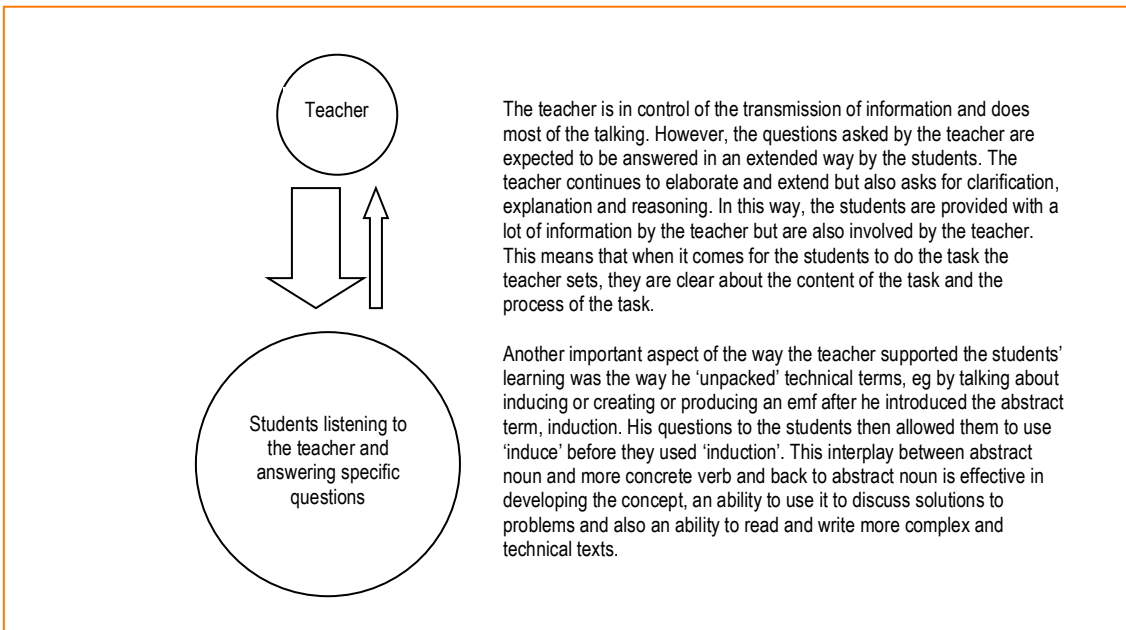 Teacher
Students listening to
the teacher and
answering specific
questions
The teacher is in control of the transmission of information and does
most of the talking. However, the questions asked by the teacher are
expected to be answered in an extended way by the students. The
teacher continues to elaborate and extend but also asks for clarification,
explanation and reasoning. In this way, the students are provided with a
lot of information by the teacher but are also involved by the teacher.
This means that when it comes for the students to do the task the
teacher sets, they are clear about the content of the task and the
process of the task.
Another important aspect of the way the teacher supported the students’
learning was the way he ‘unpacked’ technical terms, eg by talking about
inducing or creating or producing an emf after he introduced the abstract
term, induction. His questions to the students then allowed them to use
‘induce’ before they used ‘induction’. This interplay between abstract
noun and more concrete verb and back to abstract noun is effective in
developing the concept, an ability to use it to discuss solutions to
problems and also an ability to read and write more complex and
technical texts.